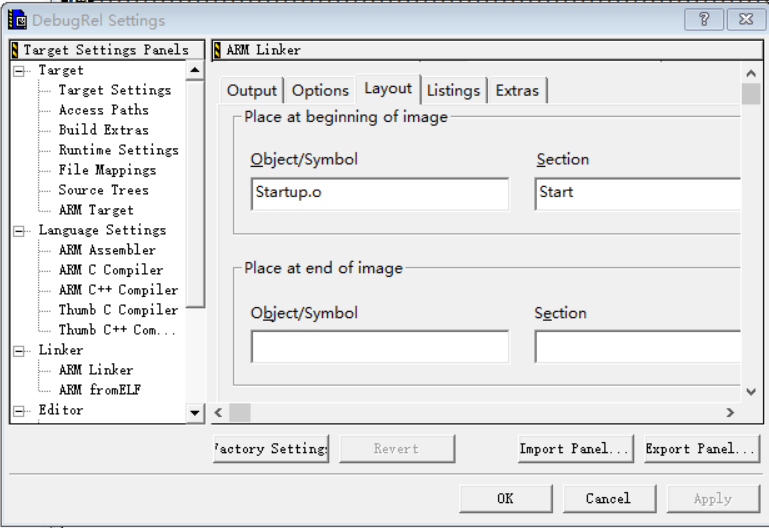 DebugRel Settings
Target Settings Panels
Target
Target Settings
Access Paths
Build Extras
Runtime Settings
File Mappings
Source Trees
ARM Target
Language Settings
ARM Assembler
ARM C Compiler
ARM C++ Compiler
Thumb C Compiler
Thumb C++ Com...
Linker
ARM Linker
ARM fromELF
Editor
ARM Linker
Output Options Layout Listings Extras
Place at beginning of image
Object/Symbol Section
Startup.o Start
Place at end of image
Object/Symbol Section
Factory Settings Revert Import Panel... Export Panel...
OK Cancel Apply